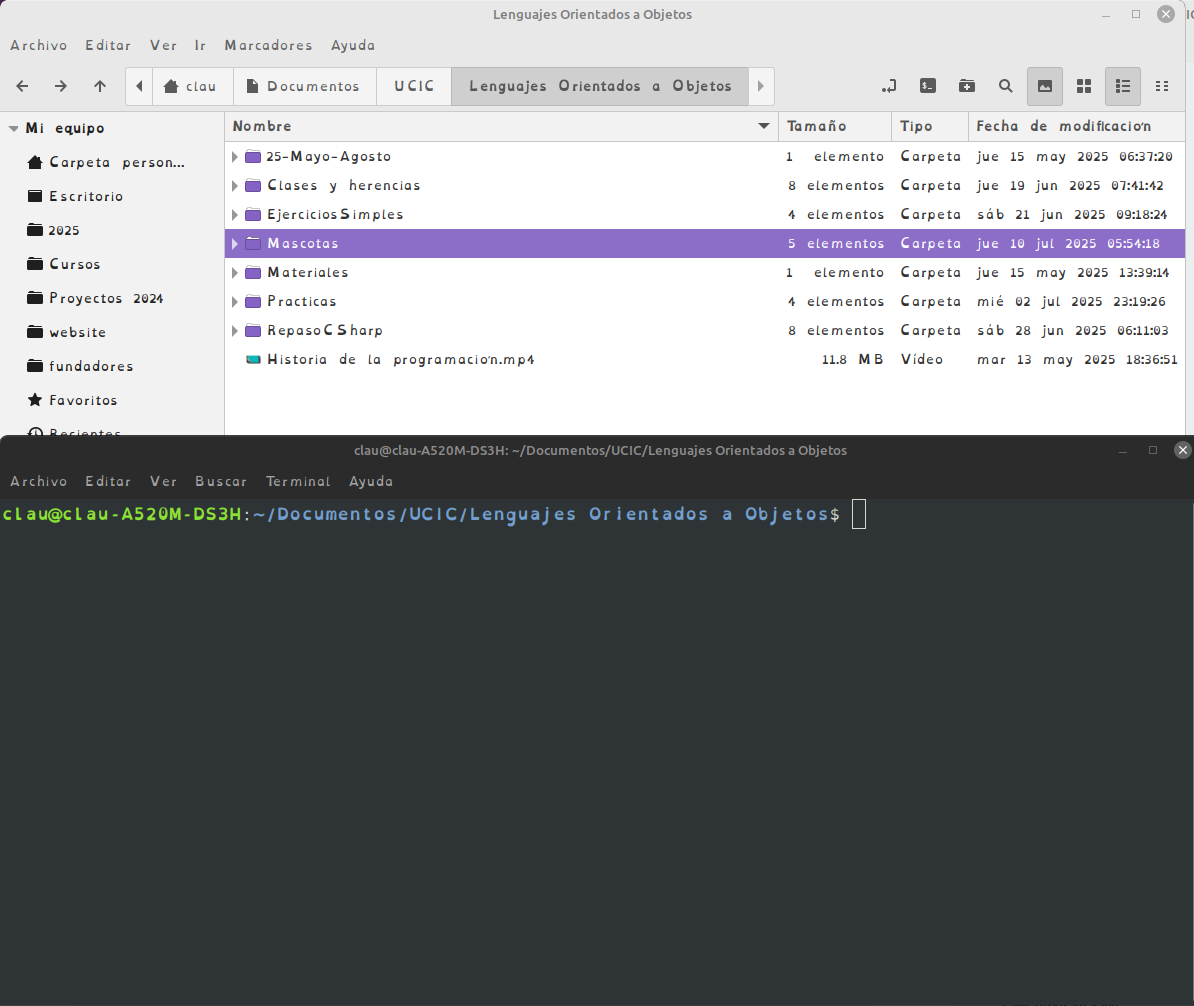 Lenguajes Orientados a Objetos
Archivo Editar Ver Ir Marcadores Ayuda
clau Documentos UCIC Lenguajes Orientados a Objetos
Mi equipo
Carpeta person...
Escritorio
2025
Cursos
Proyectos 2024
website
fundadores
Favoritos
Recientes
Nombre Tamaño Tipo Fecha de modificación
25-Mayo-Agosto 1 elemento Carpeta jue 15 may 2025 06:37:20
Clases y herencias 8 elementos Carpeta jue 19 jun 2025 07:41:42
EjerciciosSimples 4 elementos Carpeta sáb 21 jun 2025 09:18:24
Mascotas 5 elementos Carpeta jue 10 jul 2025 05:54:18
Materiales 1 elemento Carpeta jue 15 may 2025 13:39:14
Practicas 4 elementos Carpeta mié 02 jul 2025 23:19:26
RepasoCSharp 8 elementos Carpeta sáb 28 jun 2025 06:11:03
Historia de la programación.mp4 11.8 MB Vídeo mar 13 may 2025 18:36:51
clau@clau-A520M-DS3H: ~/Documentos/UCIC/Lenguajes Orientados a Objetos
Archivo Editar Ver Buscar Terminal Ayuda
clau@clau-A520M-DS3H:~/Documentos/UCIC/Lenguajes Orientados a Objetos$